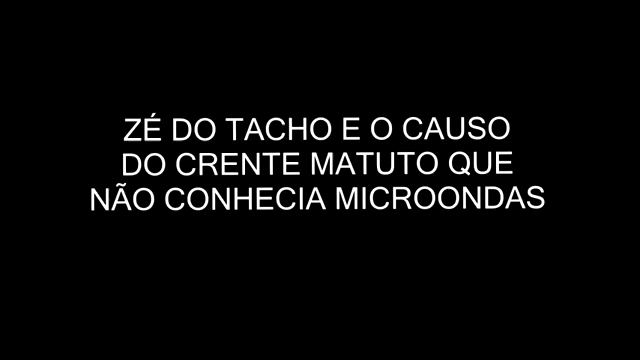 ZÉ DO TACHO E O CAUSO
DO CRENTE MATUTO QUE
NÃO CONHECIA MICROONDAS